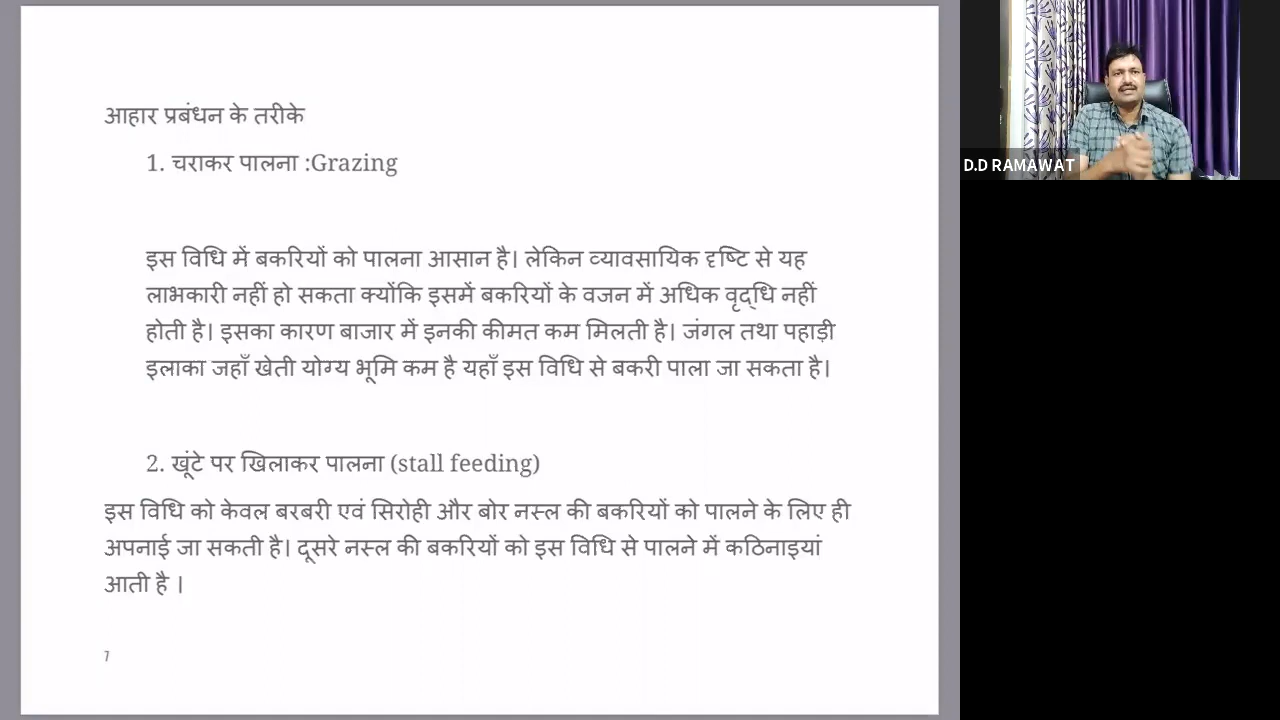 आहार प्रबंधन के तरीके
1. चराकर पालना :Grazing
इस विधि में बकरियों को पालना आसान है। लेकिन व्यावसायिक दृष्टि से यह
लाभकारी नहीं हो सकता क्योंकि इसमें बकरियों के वजन में अधिक वृद्धि नहीं
होती है। इसका कारण बाजार में इनकी कीमत कम मिलती है। जंगल तथा पहाड़ी
इलाका जहाँ खेती योग्य भूमि कम है यहाँ इस विधि से बकरी पाला जा सकता है।
2. खूंटे पर खिलाकर पालना (stall feeding)
इस विधि को केवल बरबरी एवं सिरोही और बोर नस्ल की बकरियों को पालने के लिए ही
अपनाई जा सकती है। दूसरे नस्ल की बकरियों को इस विधि से पालने में कठिनाइयां
आती है ।
7
D.D RAMAWAT